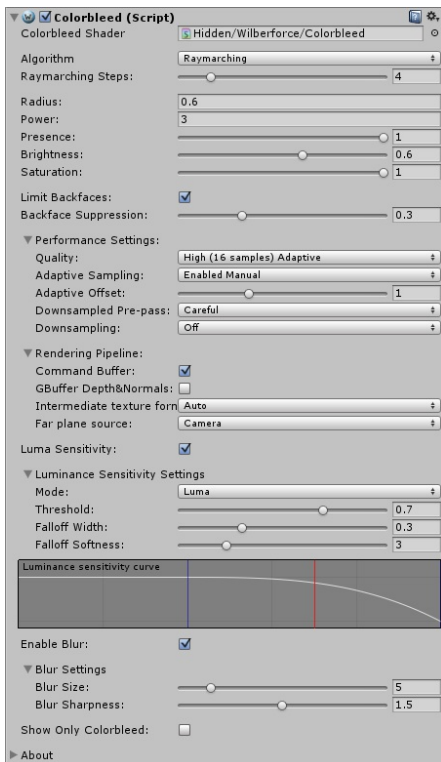 Colorbleed (Script)
Colorbleed Shader Hidden/Wilberforce/Colorbleed
Algorithm Raymarching
Raymarching Steps: 4
Radius: 0.6
Power: 3
Presence: 1
Brightness: 0.6
Saturation: 1
Limit Backfaces:
Backface Suppression: 0.3
Performance Settings:
Quality: High (16 samples) Adaptive
Adaptive Sampling: Enabled Manual
Adaptive Offset: 1
Downsampled Pre-pass: Careful
Downsampling: Off
Rendering Pipeline:
Command Buffer:
GBuffer Depth&Normals:
Intermediate texture forn Auto
Far plane source: Camera
Luma Sensitivity:
Luminance Sensitivity Settings
Mode: Luma
Threshold: 0.7
Falloff Width: 0.3
Falloff Softness: 3
Luminance sensitivity curve
Enable Blur:
Blur Settings
Blur Size: 5
Blur Sharpness: 1.5
Show Only Colorbleed:
About